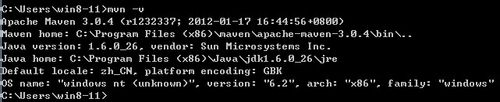 C:\Users\win8-11>mvn -v
Apache Maven 3.0.4 (r1232337; 2012-01-17 16:44:56+0800)
Maven home: C:\Program Files (x86)\maven\apache-maven-3.0.4\bin\..
Java version: 1.6.0_26, vendor: Sun Microsystems Inc.
Java home: C:\Program Files (x86)\Java\jdk1.6.0_26\jre
Default locale: zh_CN, platform encoding: GBK
OS name: "windows nt (unknown)", version: "6.2", arch: "x86", family: "windows"
C:\Users\win8-11>